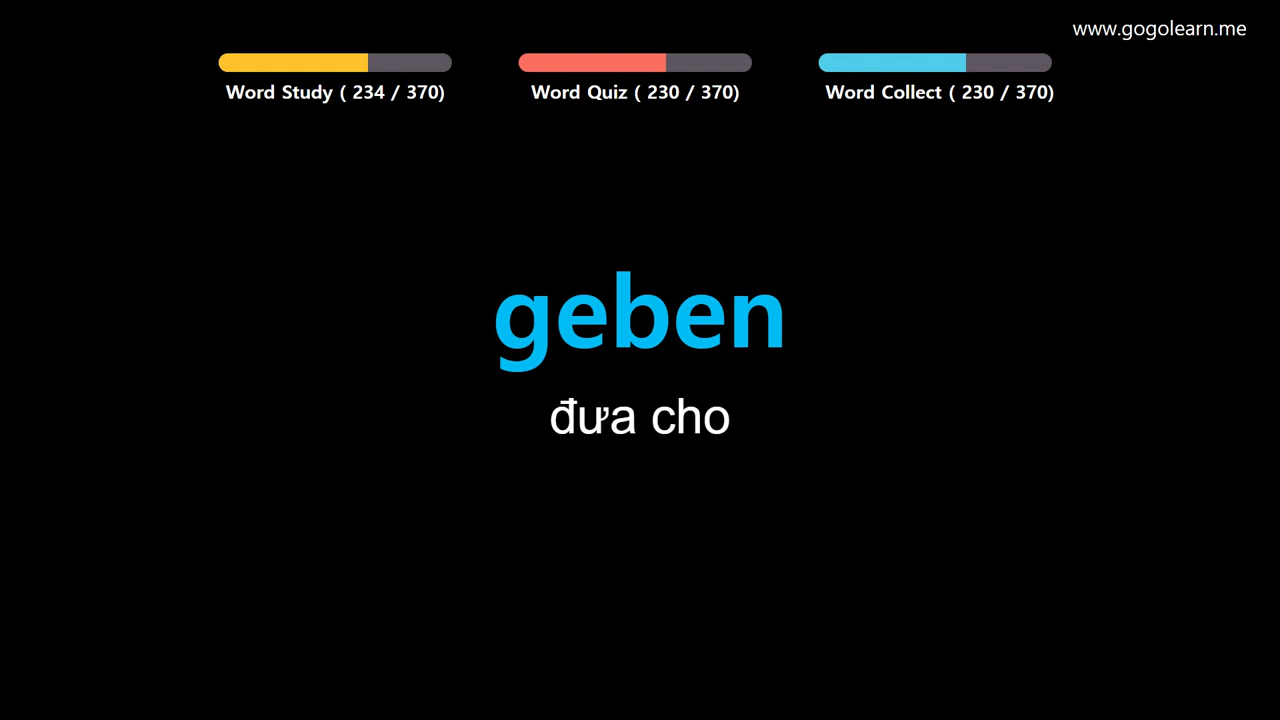 www.gogolearn.me
Word Study ( 234 / 370)
Word Quiz ( 230 / 370)
Word Collect ( 230 / 370)
geben
đưa cho